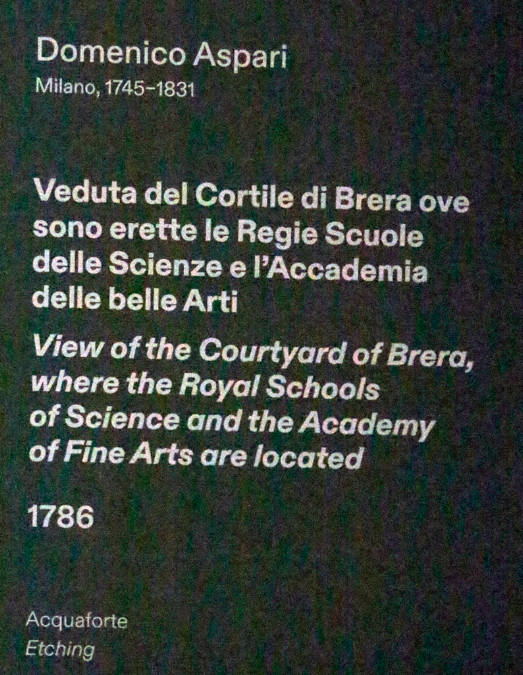 Domenico Aspari
Milano, 1745–1831
Veduta del Cortile di Brera ove
sono erette le Regie Scuole
delle Scienze e l'Accademia
delle belle Arti
View of the Courtyard of Brera,
where the Royal Schools
of Science and the Academy
of Fine Arts are located
1786
Acquaforte
Etching